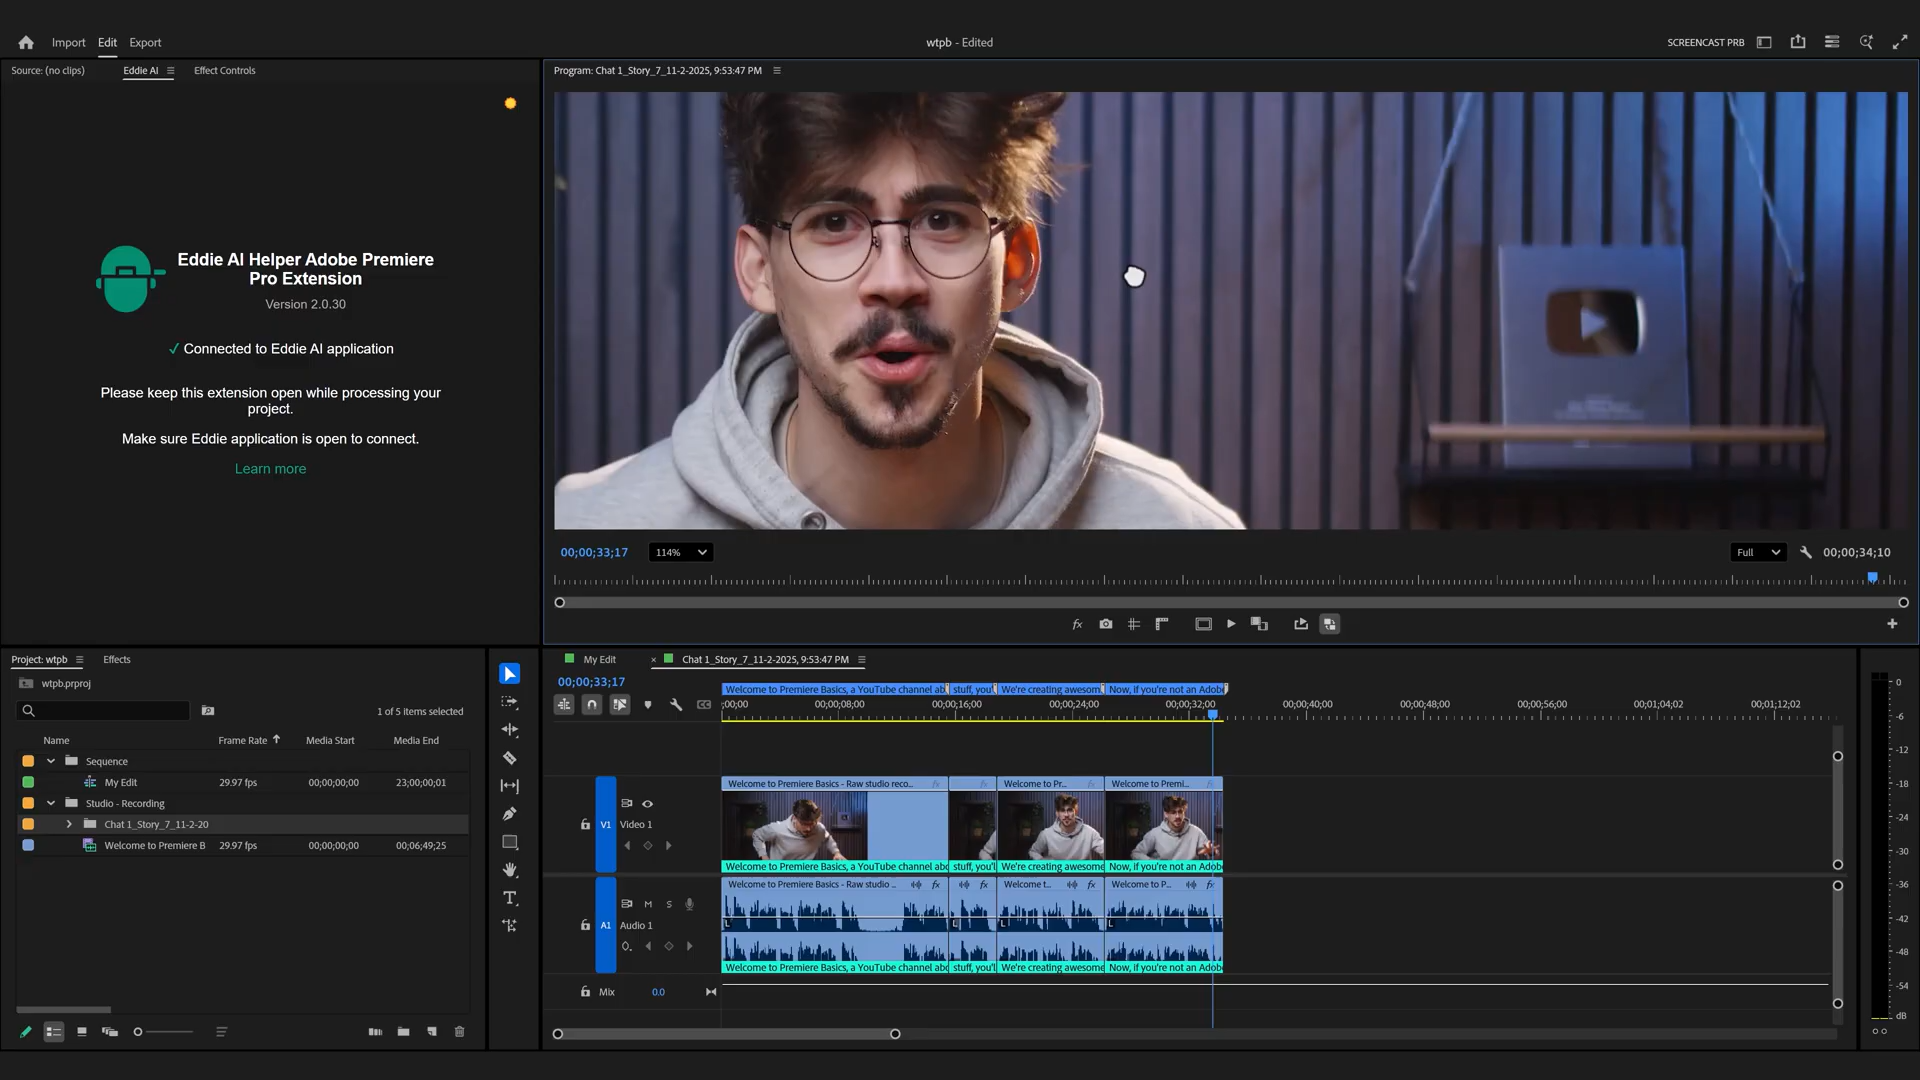 Import Edit Export
wtpb - Edited
SCREENCAST PRB
Source: (no clips) Eddie AI Effect Controls
Eddie AI Helper Adobe Premiere
Pro Extension
Version 2.0.30
✓ Connected to Eddie AI application
Please keep this extension open while processing your
project.
Make sure Eddie application is open to connect.
Learn more
Program: Chat 1_Story_7_11-2-2025, 9:53:47 PM
00;00;33;17 114% Full 00;00;34;10
fx
Project: wtpb Effects
wtpb.prproj
1 of 5 items selected
Name Frame Rate Media Start Media End
Sequence
My Edit 29.97 fps 00;00;00;00 23;00;00;01
Studio - Recording
Chat 1_Story_7_11-2-20
Welcome to Premiere B 29.97 fps 00;00;00;00 00;06;49;25
My Edit × Chat 1_Story_7_11-2-2025, 9:53:47 PM
00;00;33;17
Welcome to Premiere Basics, a YouTube channel ab stuff, you' We're creating awesom Now, if you're not an Adob
;00;00 00;00;08;00 00;00;16;00 00;00;24;00 00;00;32;00 00;00;40;00 00;00;48;00 00;00;56;00 00;01;04;02 00;01;12;02
Welcome to Premiere Basics - Raw studio reco... fx fx Welcome to Pr... fx Welcome to Premi... fx
V1 Video 1
Welcome to Premiere Basics, a YouTube channel abo stuff, you'l We're creating awesome Now, if you're not an Adob
Welcome to Premiere Basics - Raw studio .. fx fx Welcome t... fx Welcome to P... fx
M S
A1 Audio 1
L L L L
Welcome to Premiere Basics, a YouTube channel abo stuff, you'l We're creating awesome Now, if you're not an Adob
Mix 0.0
0
-6
-12
-18
-24
-30
-36
-42
-48
-54
dB